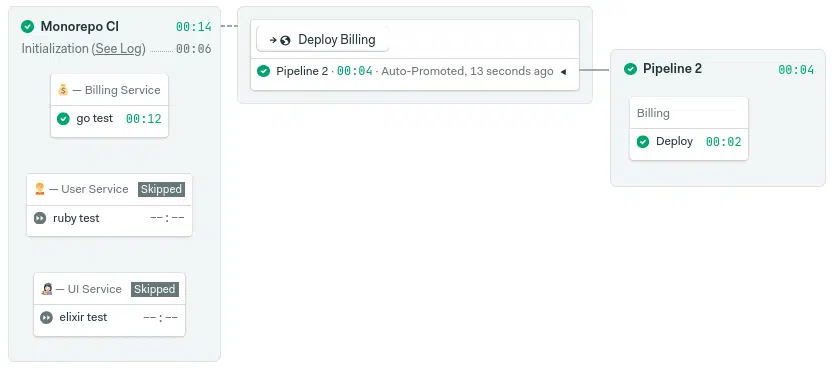 Monorepo CI 00:14
Initialization (See Log) 00:06
— Billing Service
go test 00:12
— User Service Skipped
ruby test --:--
— UI Service Skipped
elixir test --:--
Deploy Billing
Pipeline 2 · 00:04 · Auto-Promoted, 13 seconds ago
Pipeline 2 00:04
Billing
Deploy 00:02